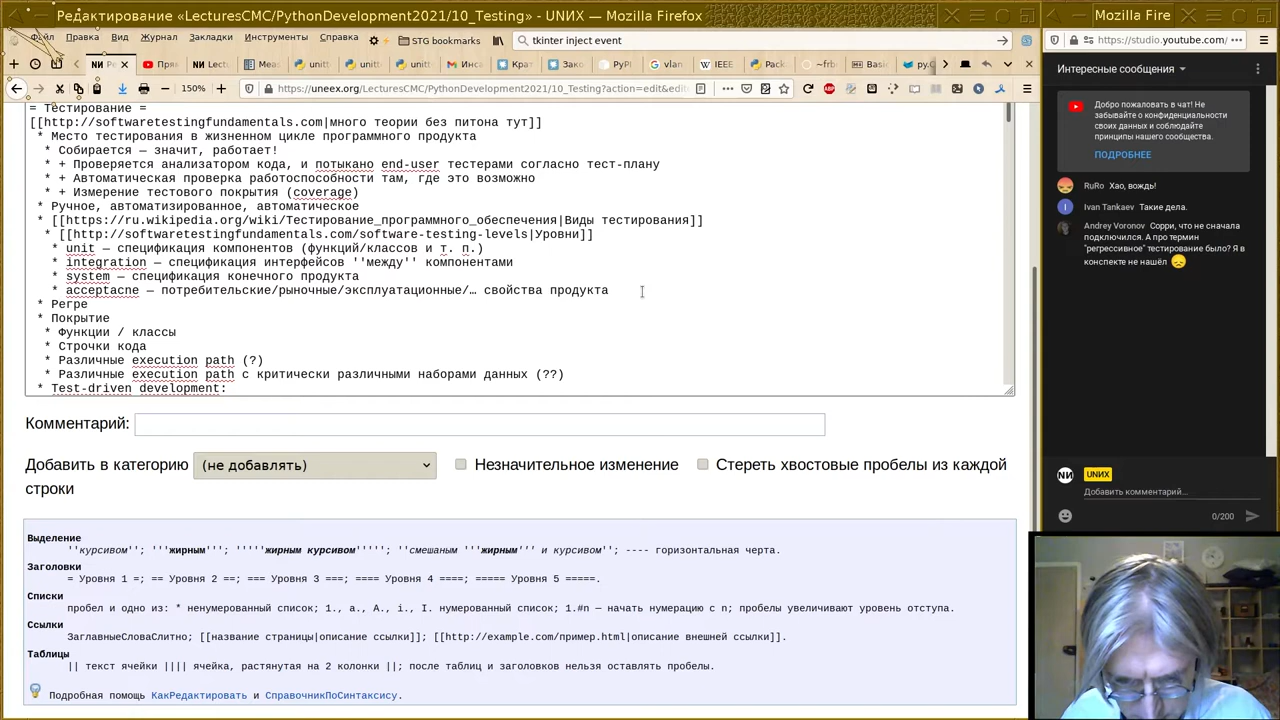 Редактирование «LecturesCMC/PythonDevelopment2021/10_Testing» - UNИX — Mozilla Firefox
Mozilla Fire
Файл Правка Вид Журнал Закладки Инструменты Справка
STG bookmarks
tkinter inject event
https://studio.youtube.com/
150%
https://uneex.org/LecturesCMC/PythonDevelopment2021/10_Testing?action=edit&edit
= Тестирование =
[[http://softwaretestingfundamentals.com|много теории без питона тут]]
* Место тестирования в жизненном цикле программного продукта
* Собирается — значит, работает!
* + Проверяется анализатором кода, и потыкано end-user тестерами согласно тест-плану
* + Автоматическая проверка работоспособности там, где это возможно
* + Измерение тестового покрытия (coverage)
* Ручное, автоматизированное, автоматическое
* [[https://ru.wikipedia.org/wiki/Тестирование_программного_обеспечения|Виды тестирования]]
* [[http://softwaretestingfundamentals.com/software-testing-levels|Уровни]]
* unit — спецификация компонентов (функций/классов и т. п.)
* integration — спецификация интерфейсов ''между'' компонентами
* system — спецификация конечного продукта
* acceptacne — потребительские/рыночные/эксплуатационные/… свойства продукта
* Регре
* Покрытие
* Функции / классы
* Строчки кода
* Различные execution path (?)
* Различные execution path с критически различными наборами данных (??)
* Test-driven development:
Комментарий:
Добавить в категорию (не добавлять) Незначительное изменение Стереть хвостовые пробелы из каждой
строки
Выделение
''курсивом''; '''жирным'''; '''''жирным курсивом'''''; ''смешаным '''жирным''' и курсивом''; ---- горизонтальная черта.
Заголовки
= Уровня 1 =; == Уровня 2 ==; === Уровня 3 ===; ==== Уровня 4 ====; ===== Уровня 5 =====.
Списки
пробел и одно из: * ненумерованный список; 1., a., A., i., I. нумерованный список; 1.#n — начать нумерацию с n; пробелы увеличивают уровень отступа.
Ссылки
ЗаглавныеСловаСлитно; [[название страницы|описание ссылки]]; [[http://example.com/пример.html|описание внешней ссылки]].
Таблицы
|| текст ячейки |||| ячейка, растянутая на 2 колонки ||; после таблиц и заголовков нельзя оставлять пробелы.
Подробная помощь КакРедактировать и СправочникПоСинтаксису.
Интересные сообщения
Добро пожаловать в чат! Не
забывайте о конфиденциальности
своих данных и соблюдайте
принципы нашего сообщества.
ПОДРОБНЕЕ
RuRo Хао, вождь!
Ivan Tankaev Такие дела.
Andrey Voronov Сорри, что не сначала
подключился. А про термин
"регрессивное" тестирование было? Я в
конспекте не нашёл
UNИX
Добавить комментарий…
0/200